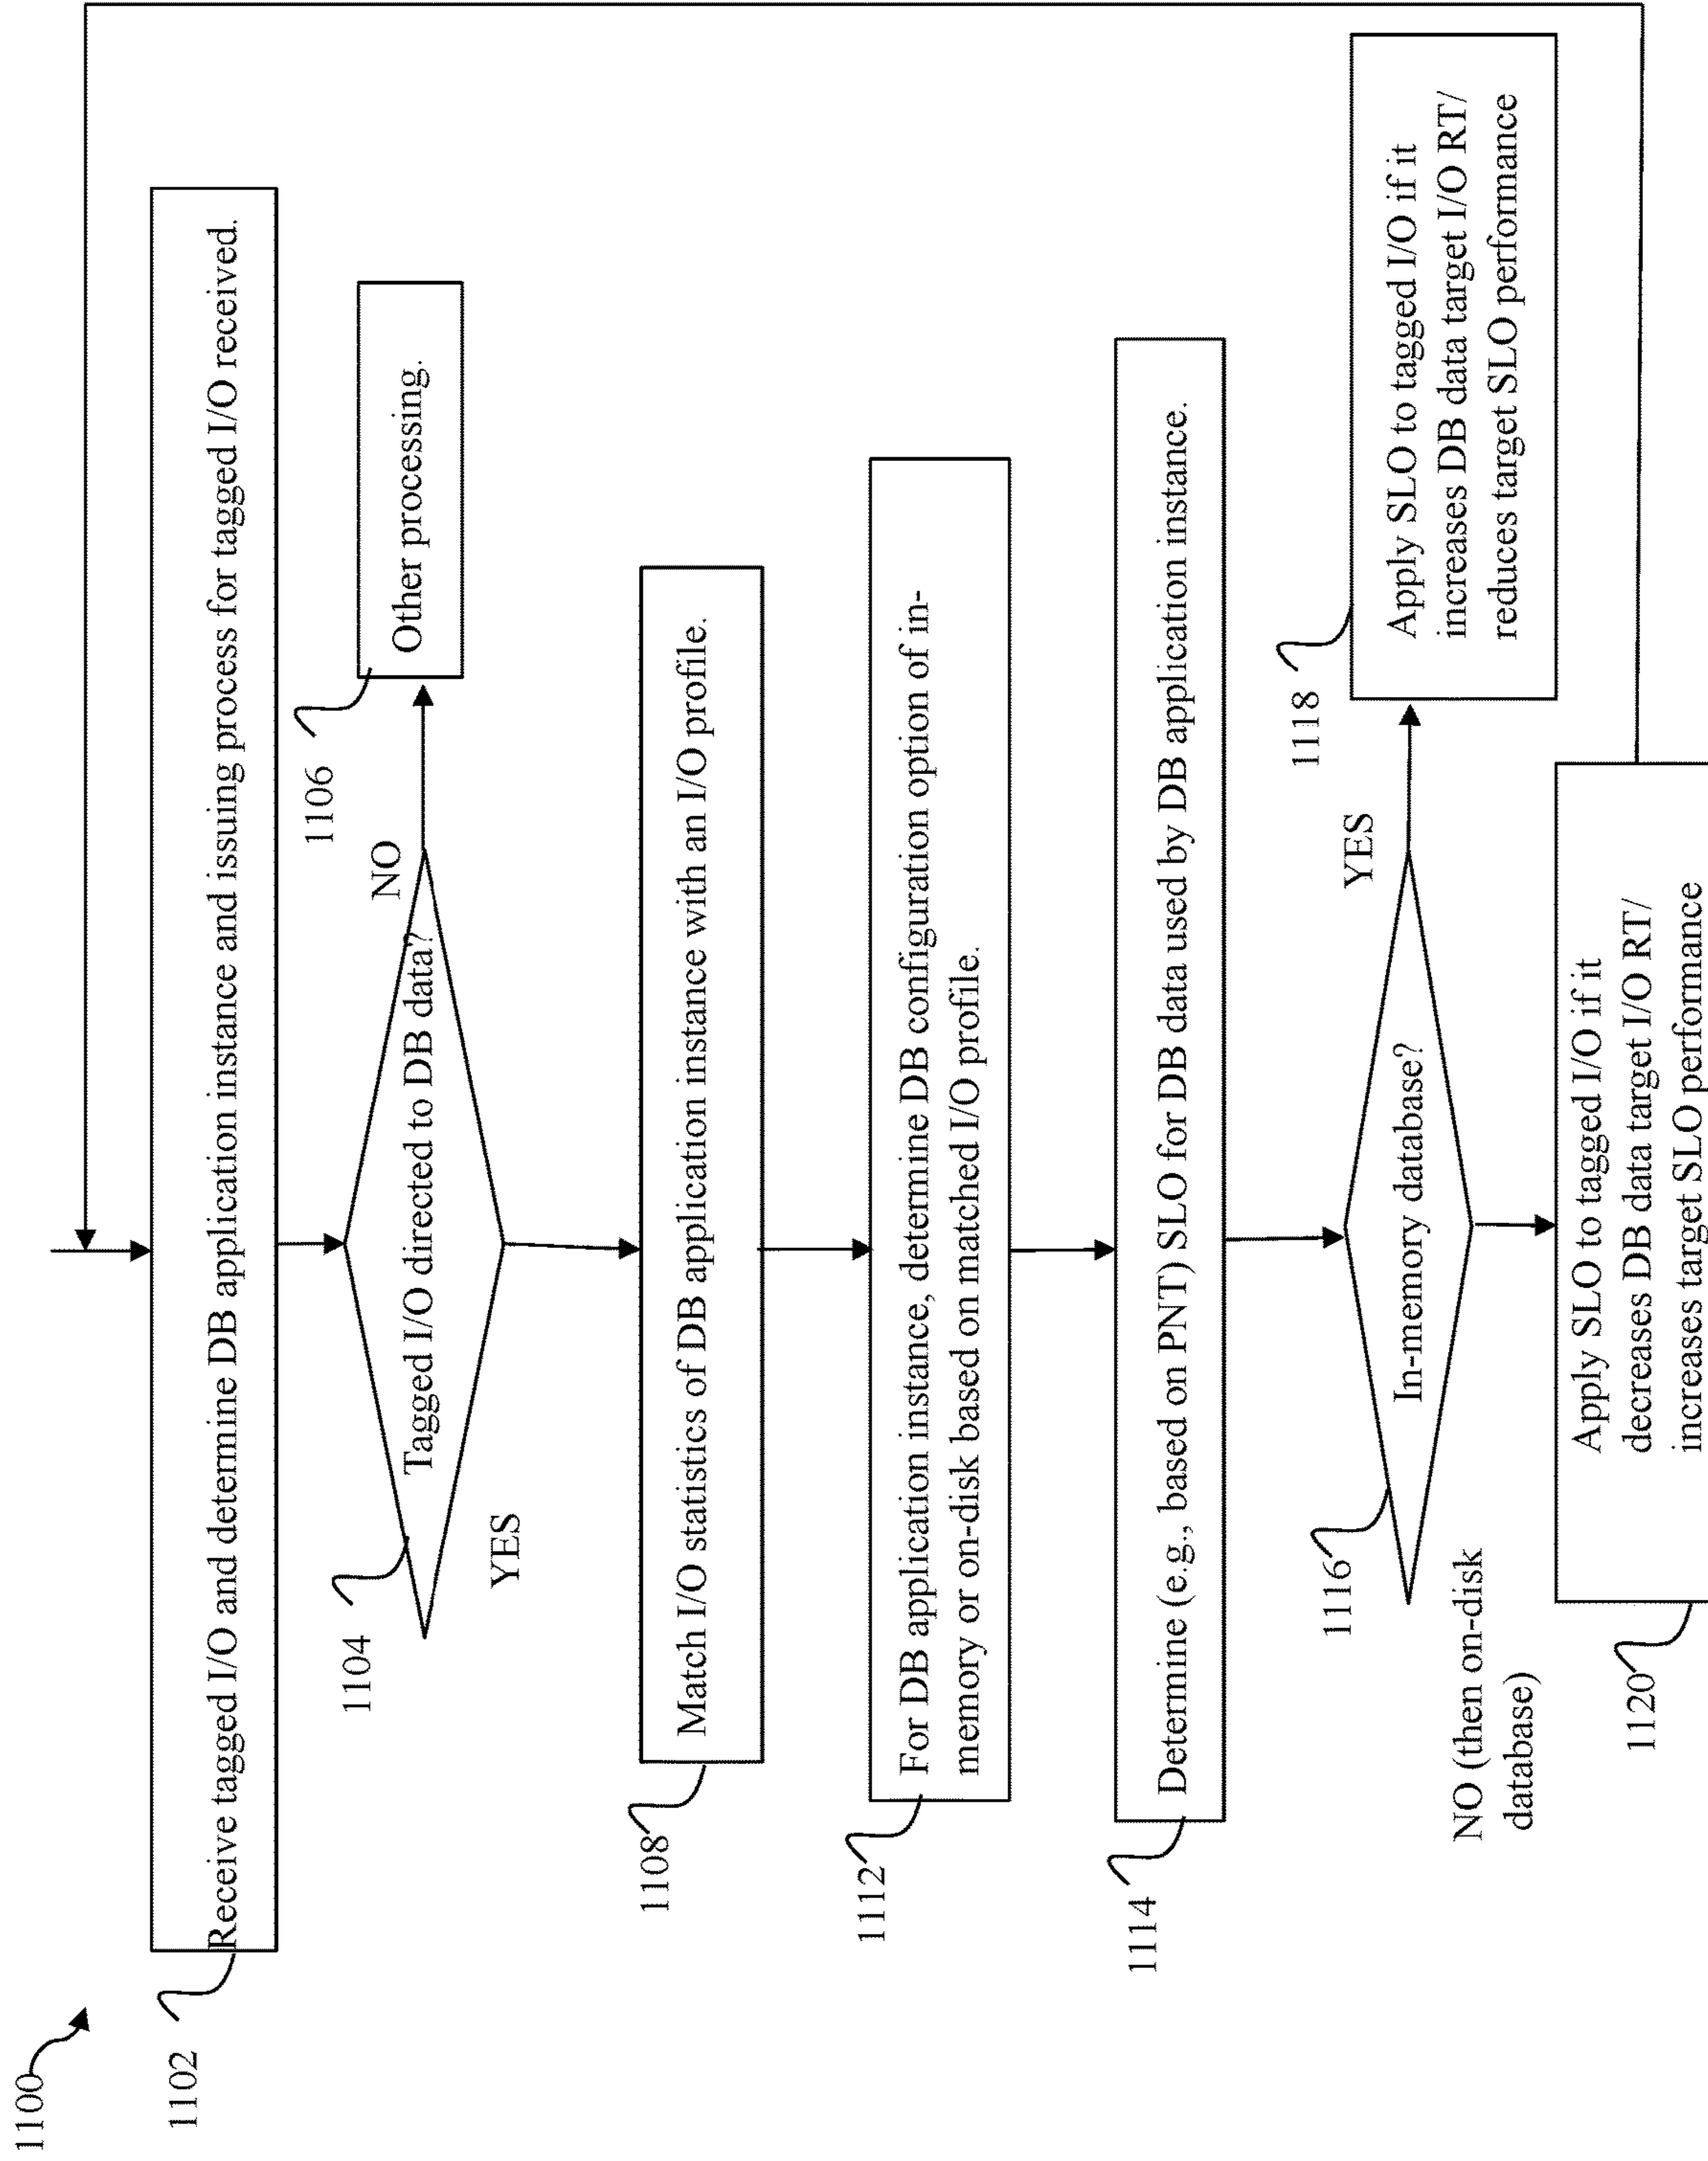 1100
1102
Receive tagged I/O and determine DB application instance and issuing process for tagged I/O received.
1104
Tagged I/O directed to DB data?
NO
1106
Other processing.
YES
1108
Match I/O statistics of DB application instance with an I/O profile.
1112
For DB application instance, determine DB configuration option of in-
memory or on-disk based on matched I/O profile.
1114
Determine (e.g., based on PNT) SLO for DB data used by DB application instance.
1116
In-memory database?
YES
1118
Apply SLO to tagged I/O if it
increases DB data target I/O RT/
reduces target SLO performance
NO (then on-disk
database)
1120
Apply SLO to tagged I/O if it
decreases DB data target I/O RT/
increases target SLO performance